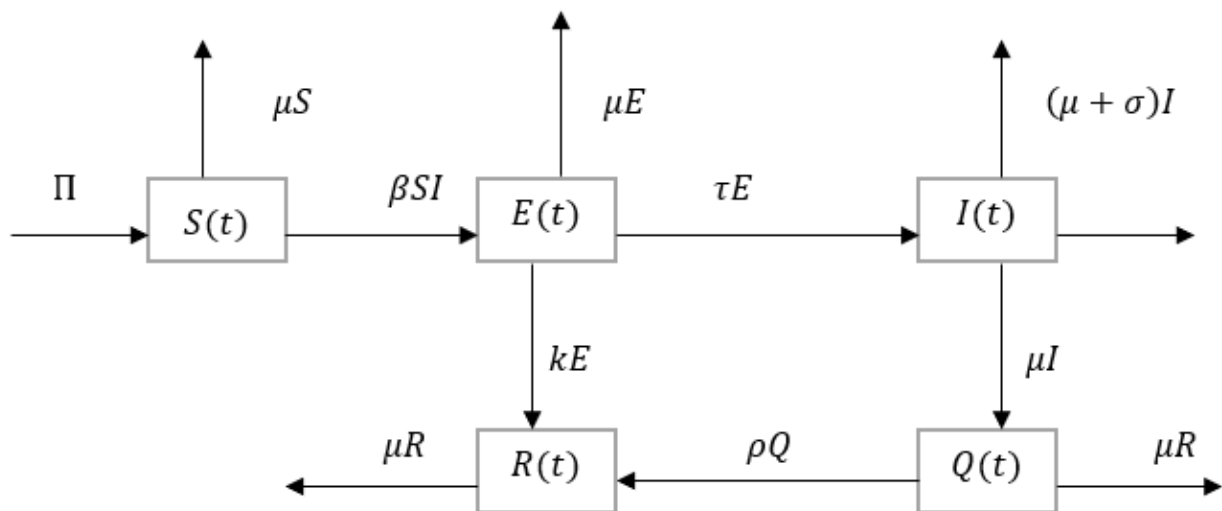 μS
μE
(μ + σ)I
Π
βSI
τE
S(t)
E(t)
I(t)
kE
μI
μR
ρQ
μR
R(t)
Q(t)